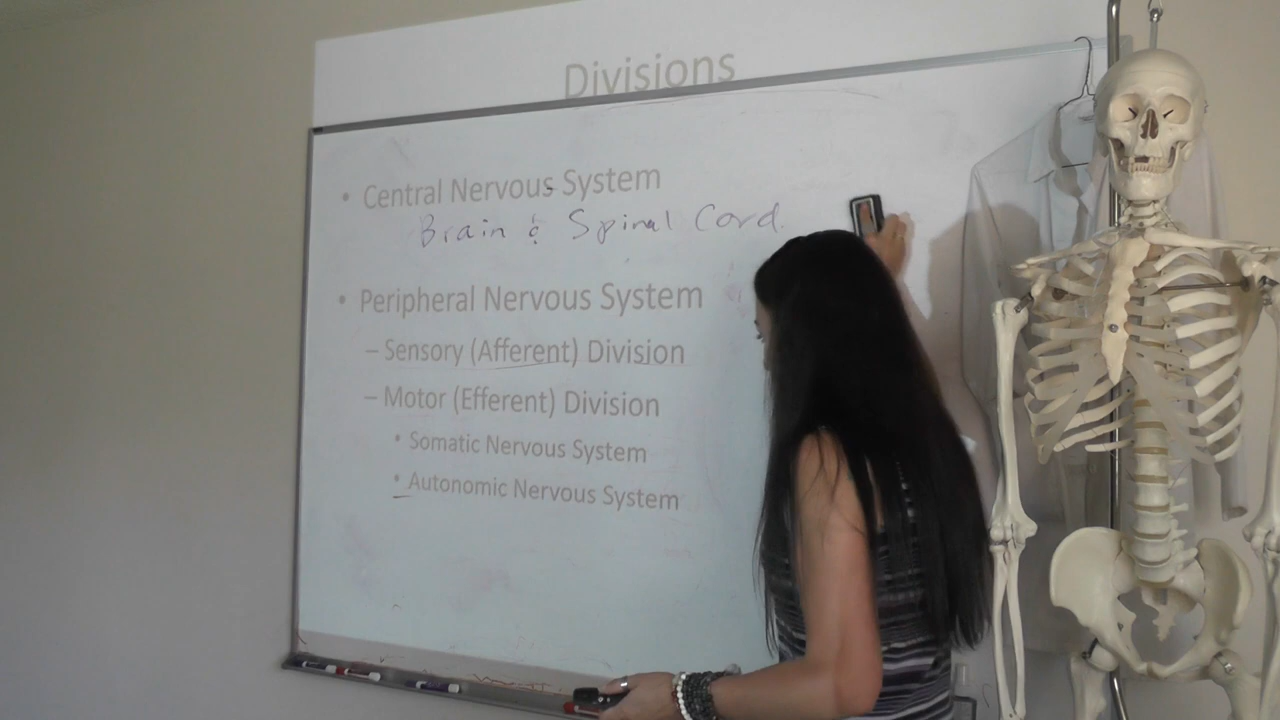 Divisions
• Central Nervous System
Brain & Spinal Cord
• Peripheral Nervous System
– Sensory (Afferent) Division
– Motor (Efferent) Division
• Somatic Nervous System
• Autonomic Nervous System